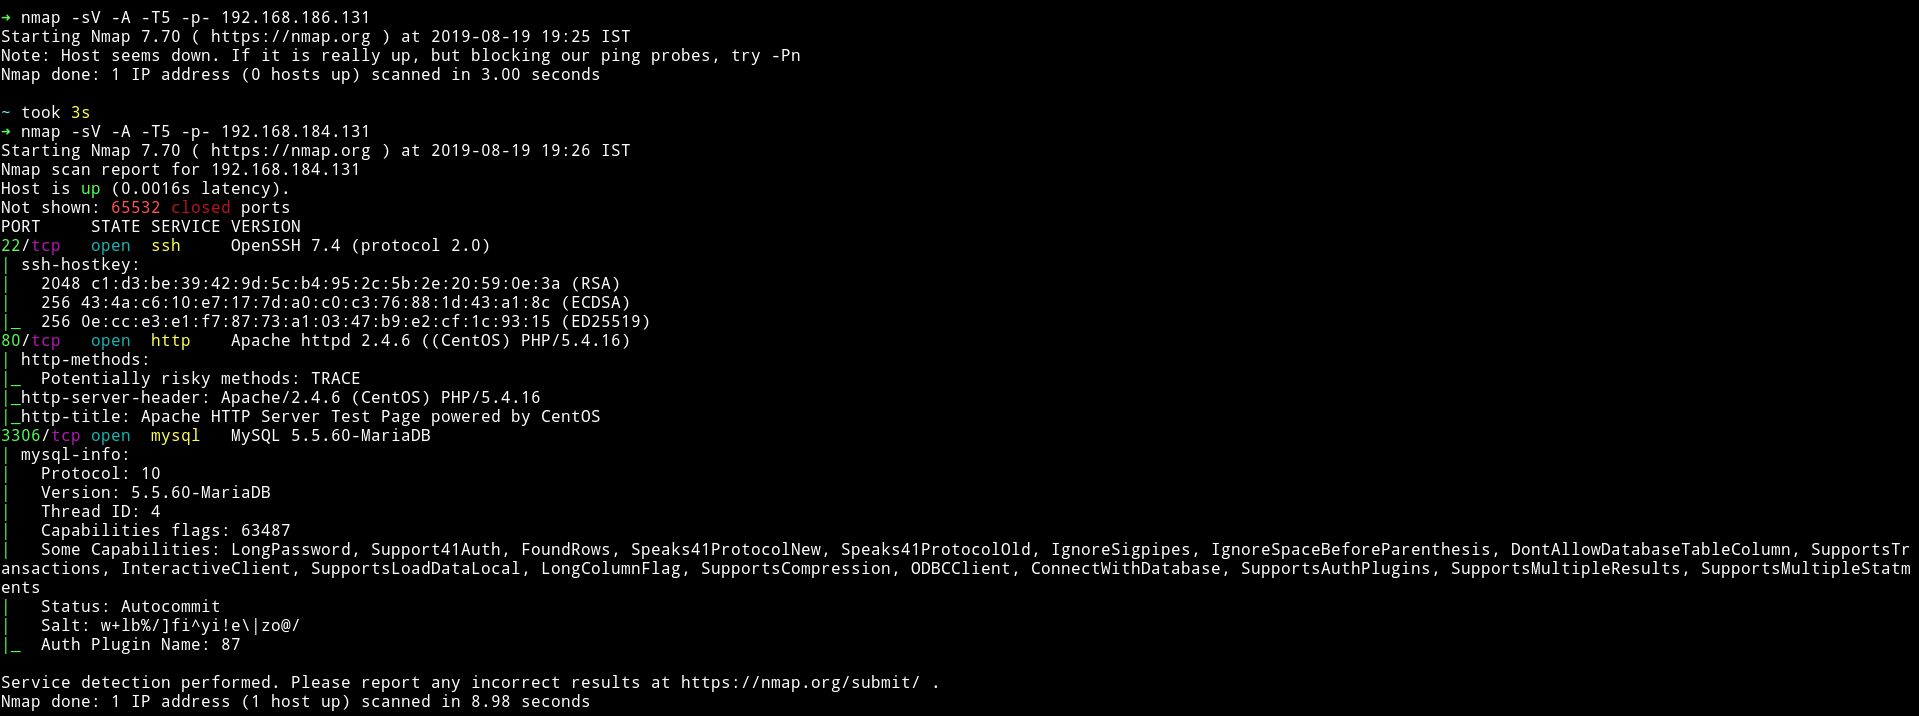 ➜ nmap -sV -A -T5 -p- 192.168.186.131
Starting Nmap 7.70 ( https://nmap.org ) at 2019-08-19 19:25 IST
Note: Host seems down. If it is really up, but blocking our ping probes, try -Pn
Nmap done: 1 IP address (0 hosts up) scanned in 3.00 seconds

~ took 3s
➜ nmap -sV -A -T5 -p- 192.168.184.131
Starting Nmap 7.70 ( https://nmap.org ) at 2019-08-19 19:26 IST
Nmap scan report for 192.168.184.131
Host is up (0.0016s latency).
Not shown: 65532 closed ports
PORT     STATE SERVICE VERSION
22/tcp   open  ssh     OpenSSH 7.4 (protocol 2.0)
| ssh-hostkey:
|   2048 c1:d3:be:39:42:9d:5c:b4:95:2c:5b:2e:20:59:0e:3a (RSA)
|   256 43:4a:c6:10:e7:17:7d:a0:c0:c3:76:88:1d:43:a1:8c (ECDSA)
|_  256 0e:cc:e3:e1:f7:87:73:a1:03:47:b9:e2:cf:1c:93:15 (ED25519)
80/tcp   open  http    Apache httpd 2.4.6 ((CentOS) PHP/5.4.16)
| http-methods:
|_  Potentially risky methods: TRACE
|_http-server-header: Apache/2.4.6 (CentOS) PHP/5.4.16
|_http-title: Apache HTTP Server Test Page powered by CentOS
3306/tcp open  mysql   MySQL 5.5.60-MariaDB
| mysql-info:
|   Protocol: 10
|   Version: 5.5.60-MariaDB
|   Thread ID: 4
|   Capabilities flags: 63487
|   Some Capabilities: LongPassword, Support41Auth, FoundRows, Speaks41ProtocolNew, Speaks41ProtocolOld, IgnoreSigpipes, IgnoreSpaceBeforeParenthesis, DontAllowDatabaseTableColumn, SupportsTr
ansactions, InteractiveClient, SupportsLoadDataLocal, LongColumnFlag, SupportsCompression, ODBCClient, ConnectWithDatabase, SupportsAuthPlugins, SupportsMultipleResults, SupportsMultipleStatm
ents
|   Status: Autocommit
|   Salt: w+lb%/]fi^yi!e\|zo@/
|_  Auth Plugin Name: 87

Service detection performed. Please report any incorrect results at https://nmap.org/submit/ .
Nmap done: 1 IP address (1 host up) scanned in 8.98 seconds